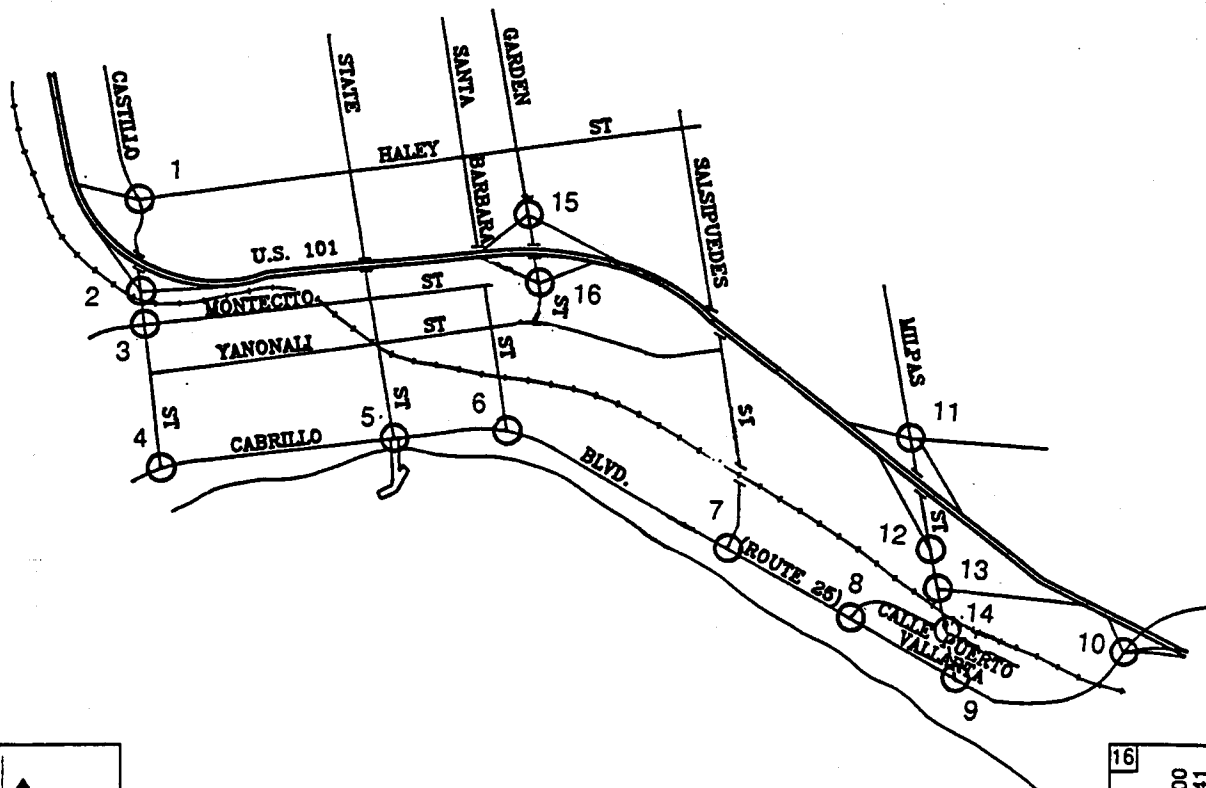 CASTILLO
STATE
SANTA
GARDEN
1
HALEY
ST
BARBARA
15
SALSIPUEDES
U.S. 101
2
MONTECITO
ST
16
ST
3
YANONALI
ST
ST
MILPAS
ST
ST
5
6
ST
11
4
CABRILLO
BLVD.
7
12
ST
(ROUTE 25)
8
13
CALLE PUERTO
VALLARTA
14
10
9
16